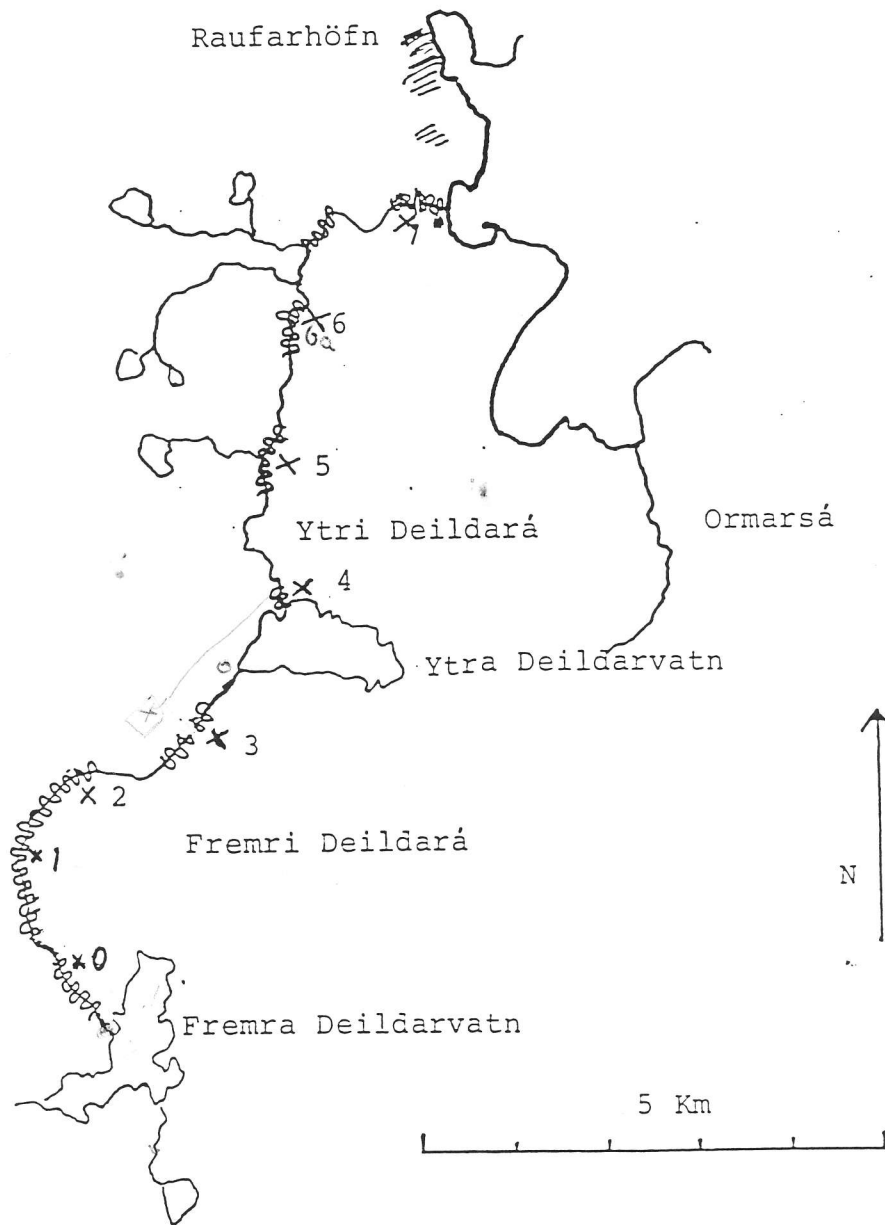 Raufarhöfn
7
6
6a
5
Ytri Deildará
Ormarsá
4
Ytra Deildarvatn
3
2
Fremri Deildará
1
N
0
Fremra Deildarvatn
5 Km